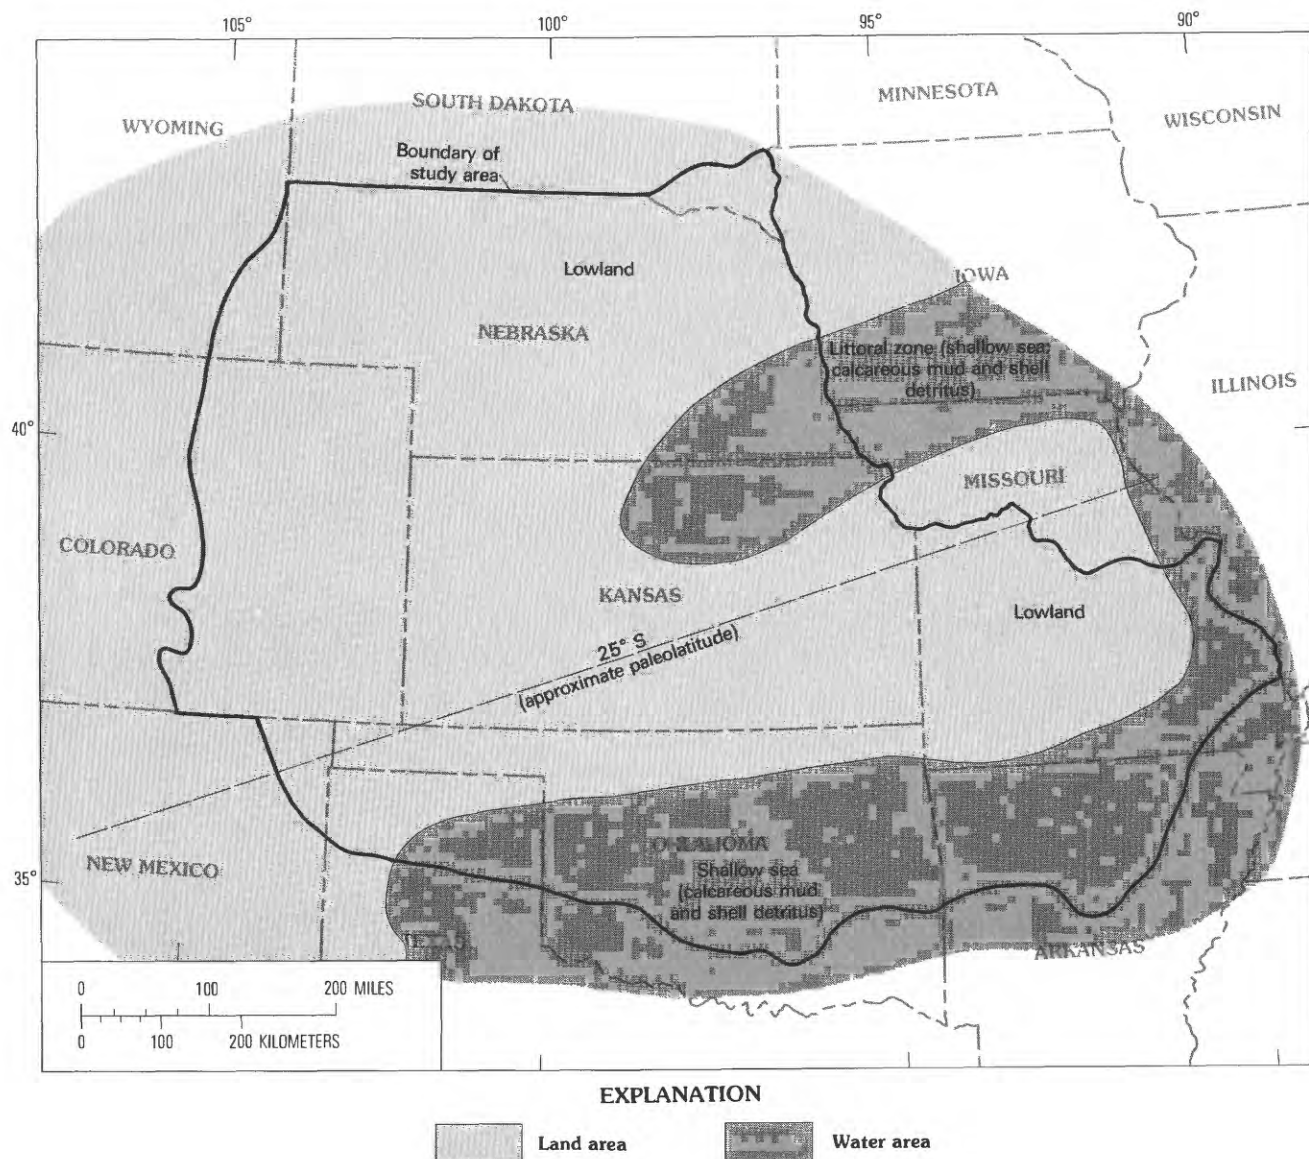 105°
100°
95°
90°
SOUTH DAKOTA
MINNESOTA
WYOMING
WISCONSIN
Boundary of
study area
Lowland
IOWA
NEBRASKA
Littoral zone (shallow sea;
calcareous mud and shell
detritus)
ILLINOIS
40°
MISSOURI
COLORADO
KANSAS
Lowland
25° S
(approximate paleolatitude)
OKLAHOMA
NEW MEXICO
Shallow sea
(calcareous mud
and shell detritus)
35°
TEXAS
ARKANSAS
0 100 200 MILES
0 100 200 KILOMETERS
EXPLANATION
Land area
Water area